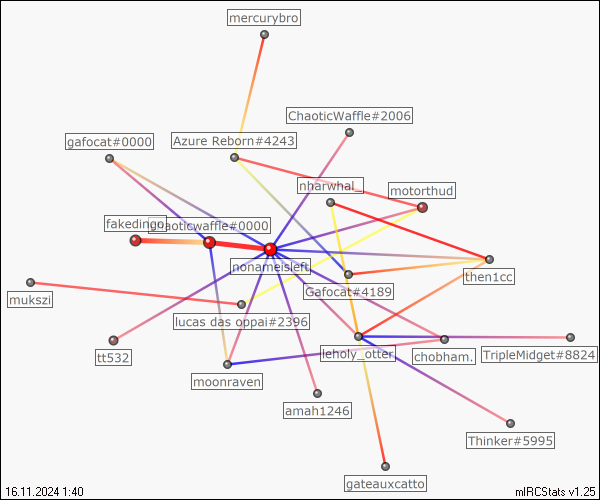 mercurybro
ChaoticWaffle#2006
gafocat#0000
Azure Reborn#4243
nbarwhal_
motorthud
fakedingo
chaoticwaffle#0000
nonameisleft
then1cc
Gafocat#4189
mukszi
lucas das oppai#2396
tt532
leholy_otter
chobham.
TripleMidget#8824
moonraven
amah1246
Thinker#5995
gateauxcatto
16.11.2024 1:40
mIRCStats v1.25